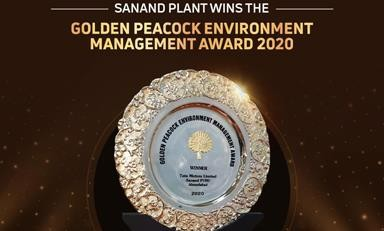 SANAND PLANT WINS THE
GOLDEN PEACOCK ENVIRONMENT
MANAGEMENT AWARD 2020
GOLDEN PEACOCK ENVIRONMENT MANAGEMENT AWARD
WINNER
Tata Motors Limited
Sanand PVBU
Ahmedabad
2020